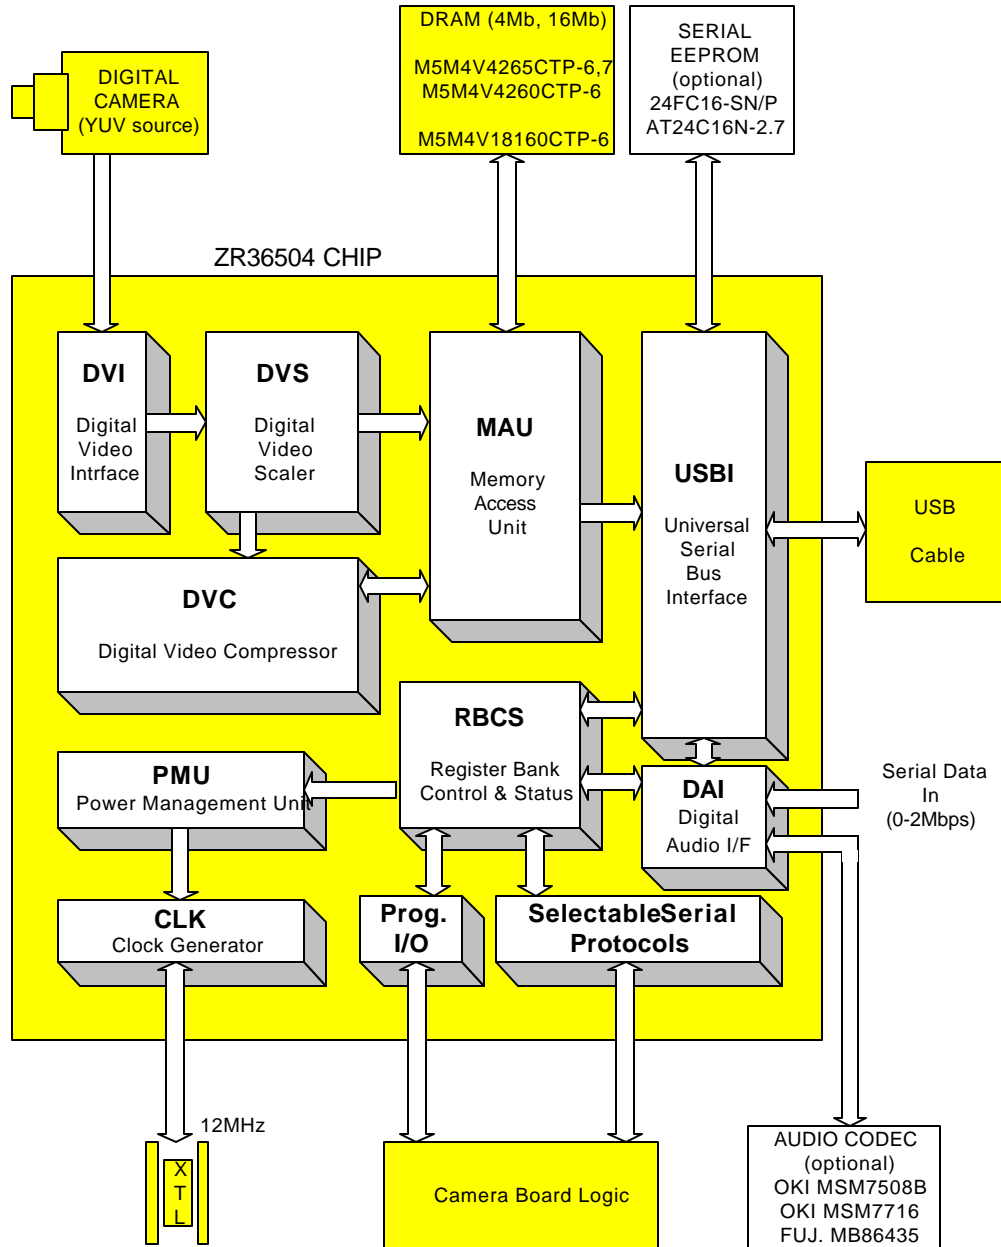 DRAM (4Mb, 16Mb)
M5M4V4265CTP-6,7
M5M4V4260CTP-6
M5M4V18160CTP-6
SERIAL
EEPROM
(optional)
24FC16-SN/P
AT24C16N-2.7
DIGITAL
CAMERA
(YUV source)
ZR36504 CHIP
DVI
Digital
Video
Intrface
DVS
Digital
Video
Scaler
MAU
Memory
Access
Unit
USBI
Universal
Serial
Bus
Interface
USB
Cable
DVC
Digital Video Compressor
RBCS
Register Bank
Control & Status
PMU
Power Management Unit
DAI
Digital
Audio I/F
Serial Data
In
(0-2Mbps)
CLK
Clock Generator
Prog.
I/O
SelectableSerial
Protocols
12MHz
X
T
L
Camera Board Logic
AUDIO CODEC
(optional)
OKI MSM7508B
OKI MSM7716
FUJ. MB86435